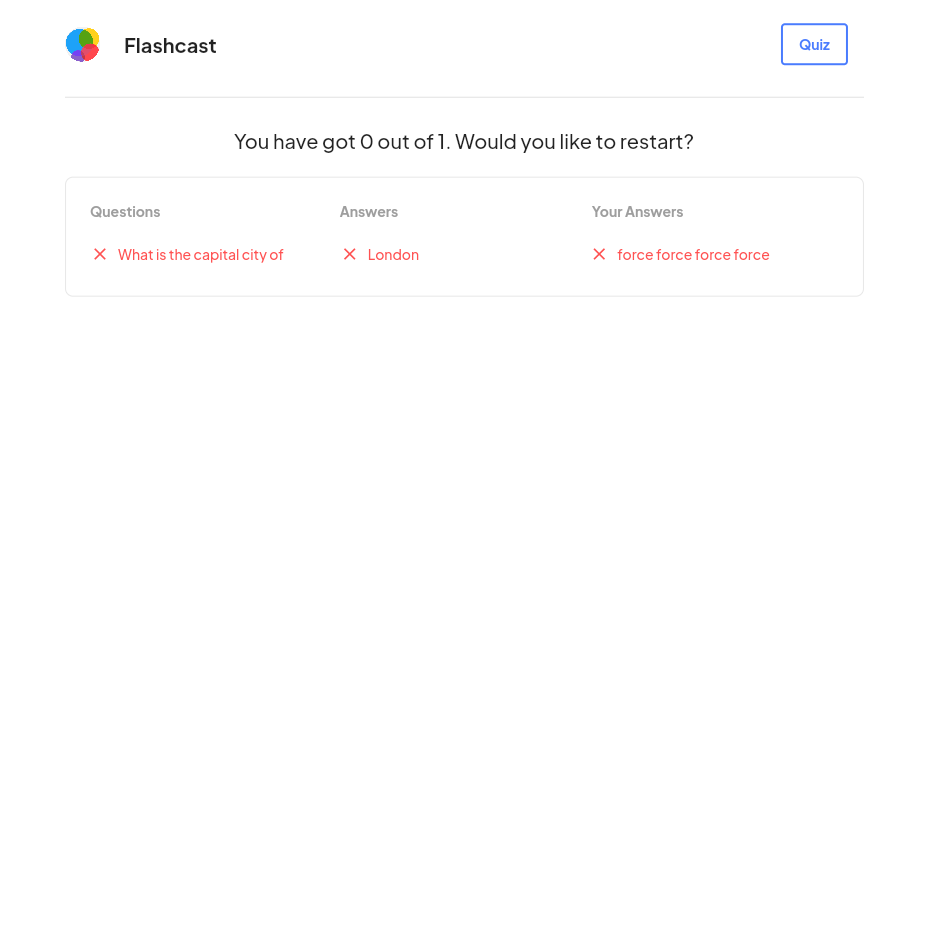 Flashcast
Quiz
You have got 0 out of 1. Would you like to restart?
Questions Answers Your Answers
What is the capital city of London force force force force